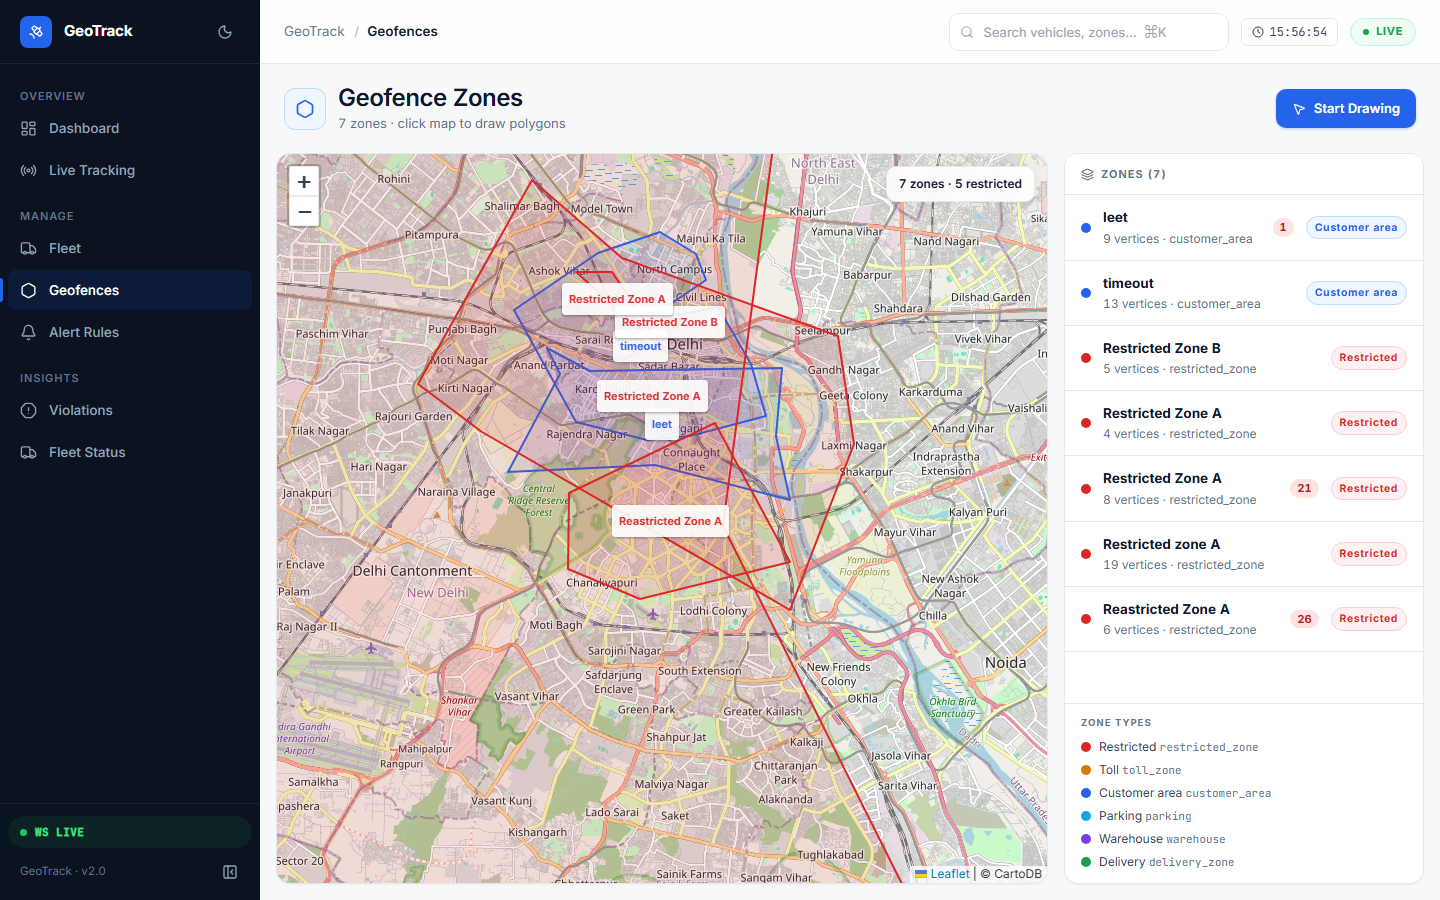 GeoTrack
OVERVIEW
Dashboard
Live Tracking
MANAGE
Fleet
Geofences
Alert Rules
INSIGHTS
Violations
Fleet Status
WS LIVE
GeoTrack · v2.0
GeoTrack / Geofences
Search vehicles, zones... ⌘K
15:56:54
LIVE
Geofence Zones
7 zones · click map to draw polygons
Start Drawing
+
−
7 zones · 5 restricted
North East
Delhi
Rohini
Shalimar Bagh
Model Town
Khajuri
Pitampura
Majnu Ka Tila
Yamuna Vihar
Nand Nagari
Ashok Vihar
North Campus
Babarpur
Restricted Zone A
Civil Lines
Shahdara
Dilshad Garden
Restricted Zone B
Paschim Vihar
Punjabi Bagh
Seelampur
Vivek Vihar
timeout
Delhi
Moti Nagar
Anand Parbat
Sadar Bazar
Gandhi Nagar
Kirti Nagar
Restricted Zone A
Geeta Colony
Karkarduma
Rajouri Garden
leet
Tilak Nagar
Rajendra Nagar
Anand Vihar
Laxmi Nagar
Connaught
Place
Hari Nagar
Shakarpur
Indraprastha
Extension
Janakpuri
Naraina Village
Central
Ridge Reserve
Forest
Kalyan Puri
Reastricted Zone A
Mayur Vihar
Delhi Cantonment
New Delhi
Yamuna
Floodplains
New Ashok
Nagar
Palam
Chanakyapuri
Lodhi Colony
Chilla
Raj Nagar II
Moti Bagh
Sarojini Nagar
Noida
Safdarjung
Enclave
South Extension
New Friends
Colony
Shankar
Vihar
Vasant Vihar
Okhla
Okhla Bird
Sanctuary
Green Park
Greater Kailash
Mahipalpur
Shahpur Jat
Kalkaji
Rangpuri
Jasola Vihar
Samalkha
Chittaranjan
Park
Malviya Nagar
Sarita Vihar
Vasant Kunj
Alaknanda
Lado Sarai
Saket
Kishangarh
Tughlakabad
Sector 20
Sainik Farms
Sangam Vihar
Leaflet | © CartoDB
ZONES (7)
leet
9 vertices · customer_area
1
Customer area
timeout
13 vertices · customer_area
Customer area
Restricted Zone B
5 vertices · restricted_zone
Restricted
Restricted Zone A
4 vertices · restricted_zone
Restricted
Restricted Zone A
8 vertices · restricted_zone
21
Restricted
Restricted zone A
19 vertices · restricted_zone
Restricted
Reastricted Zone A
6 vertices · restricted_zone
26
Restricted
ZONE TYPES
Restricted restricted_zone
Toll toll_zone
Customer area customer_area
Parking parking
Warehouse warehouse
Delivery delivery_zone